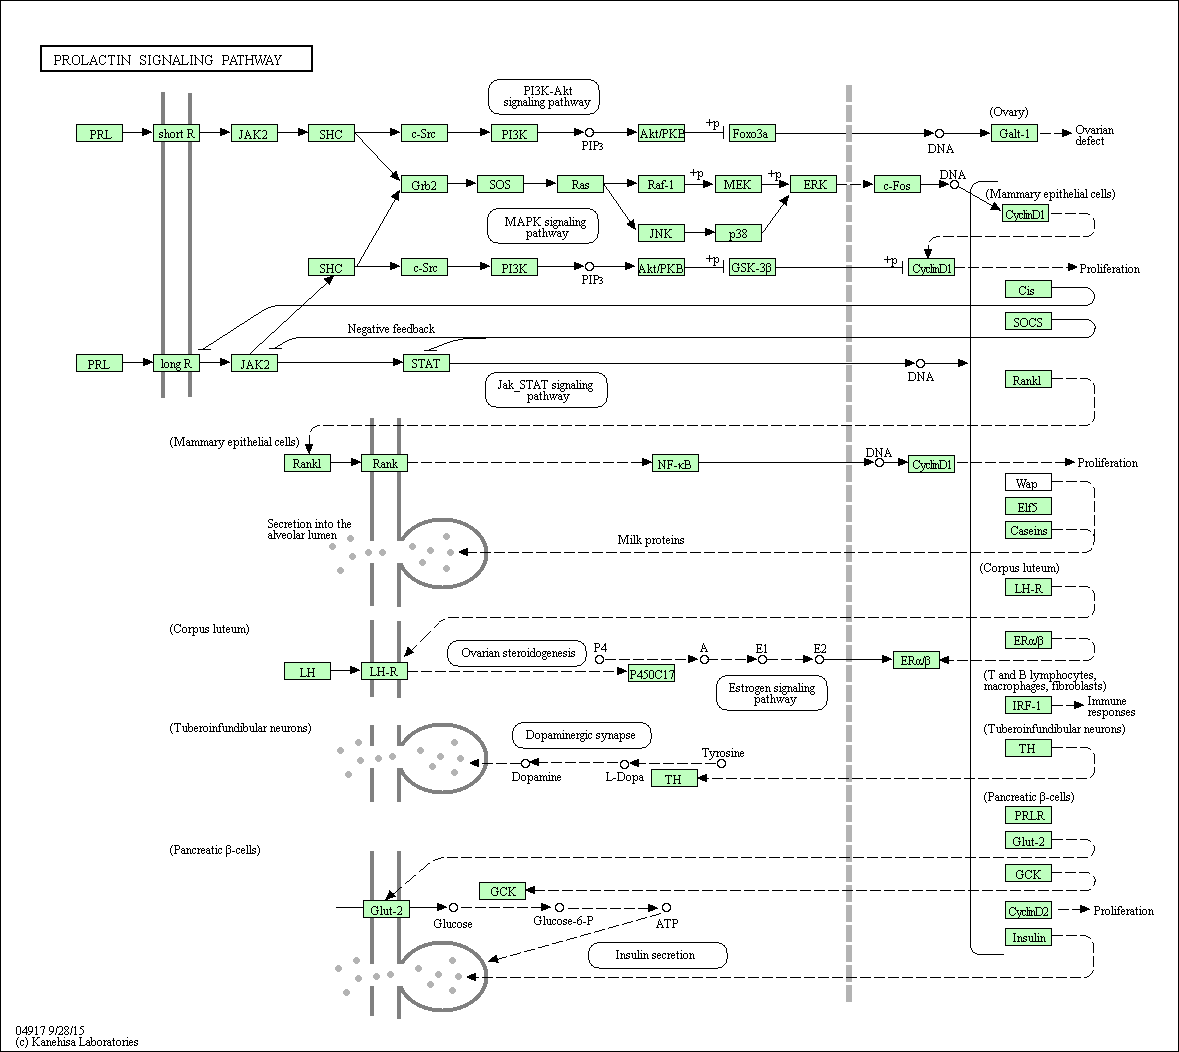 PROLACTIN SIGNALING PATHWAY
PI3K-Akt
signaling pathway
(Ovary)
PRL
short R
JAK2
SHC
c-Src
PI3K
PIP3
Akt/PKB
+p
Foxo3a
DNA
Galt-1
Ovarian
defect
Grb2
SOS
Ras
Raf-1
+p
MEK
+p
ERK
c-Fos
DNA
(Mammary epithelial cells)
CyclinD1
MAPK signaling
pathway
JNK
p38
SHC
c-Src
PI3K
PIP3
Akt/PKB
+p
GSK-3β
+p
CyclinD1
Proliferation
Cis
SOCS
Negative feedback
PRL
long R
JAK2
STAT
DNA
Jak_STAT signaling
pathway
Rankl
(Mammary epithelial cells)
Rankl
Rank
NF-κB
DNA
CyclinD1
Proliferation
Wap
Elf5
Caseins
Secretion into the
alveolar lumen
Milk proteins
(Corpus luteum)
LH-R
(Corpus luteum)
Ovarian steroidogenesis
P4
A
E1
E2
ERα/β
ERα/β
LH
LH-R
P450C17
Estrogen signaling
pathway
(T and B lymphocytes,
macrophages, fibroblasts)
IRF-1
Immune
responses
(Tuberoinfundibular neurons)
(Tuberoinfundibular neurons)
TH
Dopaminergic synapse
Dopamine
L-Dopa
Tyrosine
TH
(Pancreatic β-cells)
PRLR
Glut-2
(Pancreatic β-cells)
GCK
GCK
Glut-2
Glucose
Glucose-6-P
ATP
CyclinD2
Proliferation
Insulin
Insulin secretion
04917 9/28/15
(c) Kanehisa Laboratories